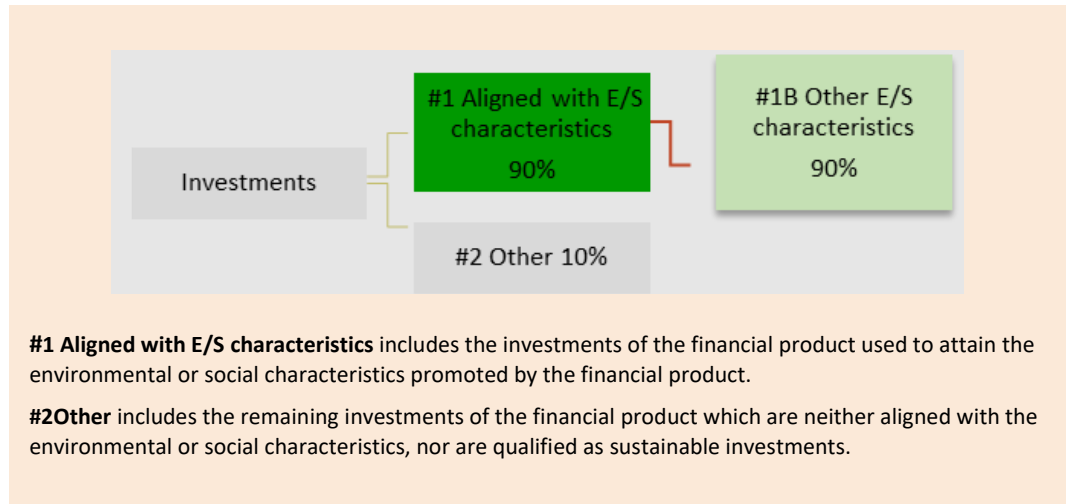 #1 Aligned with E/S
characteristics
90%
#1B Other E/S
characteristics
90%
Investments
#2 Other 10%
#1 Aligned with E/S characteristics includes the investments of the financial product used to attain the
environmental or social characteristics promoted by the financial product.
#2Other includes the remaining investments of the financial product which are neither aligned with the
environmental or social characteristics, nor are qualified as sustainable investments.